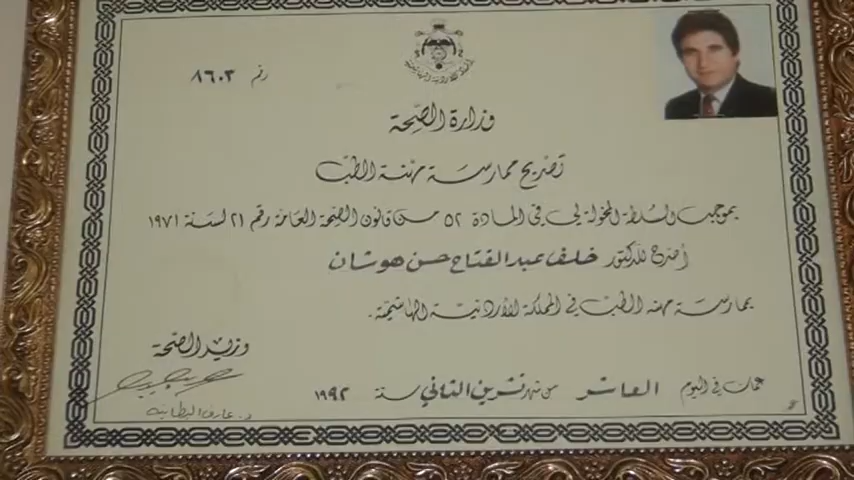 رقم ٨٦٠٣
وزارة الصحة
تصريح ممارسة مهنة الطب
بموجب السلطة المخولة لي في المادة ٥٢ من قانون الصحة العامة رقم ٢١ لسنة ١٩٧١
أصرح للدكتور خلف عبد الفتاح حسن هوشان
بممارسة مهنة الطب في المملكة الأردنية الهاشمية .
عمان في اليوم العاشر من شهر تشرين الثاني سنة ١٩٩٢
وزير الصحة
د. عارف البطاينة